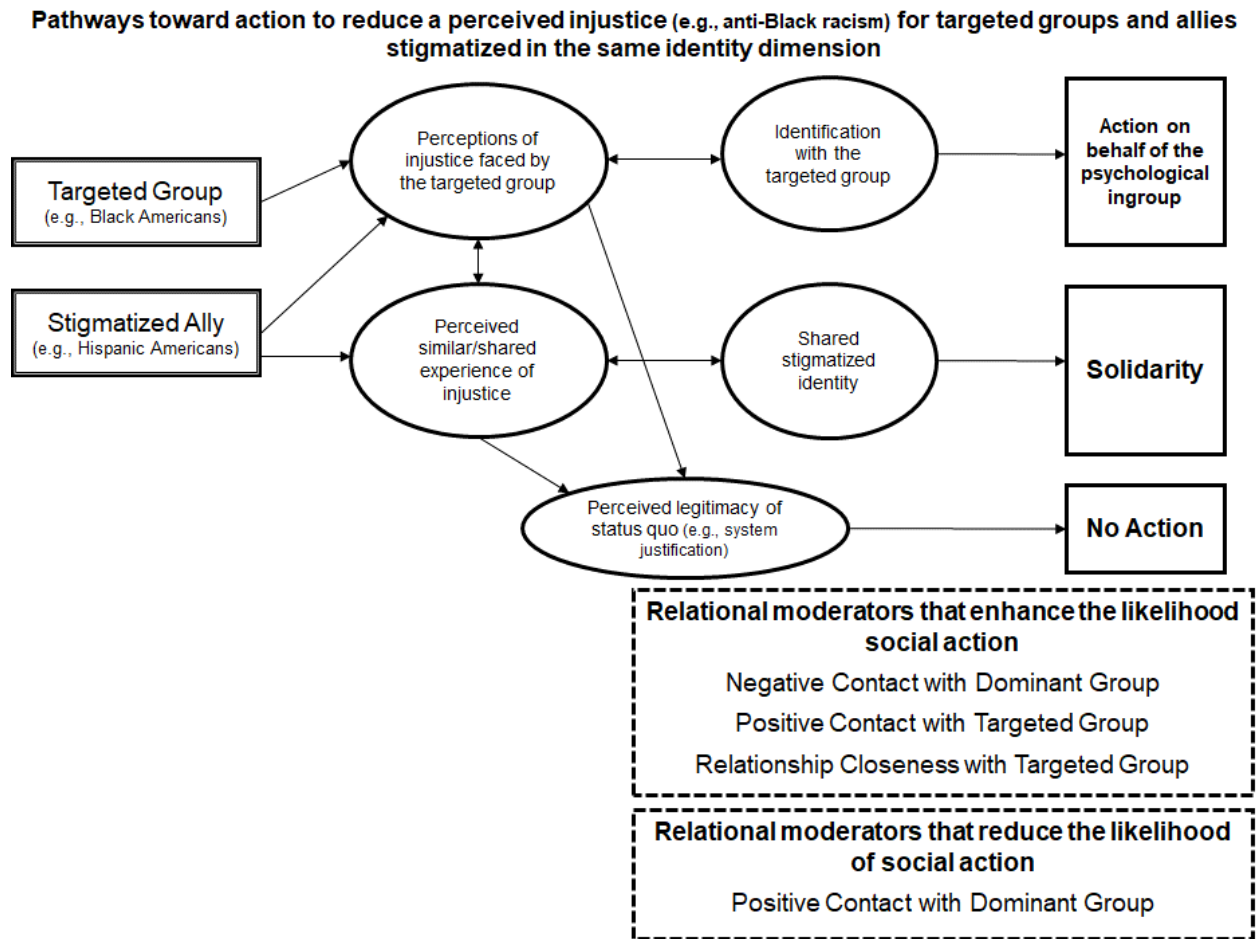 Pathways toward action to reduce a perceived injustice (e.g., anti-Black racism) for targeted groups and allies
stigmatized in the same identity dimension
Targeted Group
(e.g., Black Americans)
Perceptions of
injustice faced by
the targeted group
Identification
with the
targeted group
Action on
behalf of the
psychological
ingroup
Stigmatized Ally
(e.g., Hispanic Americans)
Perceived
similar/shared
experience of
injustice
Shared
stigmatized
identity
Solidarity
Perceived legitimacy of
status quo (e.g., system
justification)
No Action
Relational moderators that enhance the likelihood
social action
Negative Contact with Dominant Group
Positive Contact with Targeted Group
Relationship Closeness with Targeted Group
Relational moderators that reduce the likelihood
of social action
Positive Contact with Dominant Group